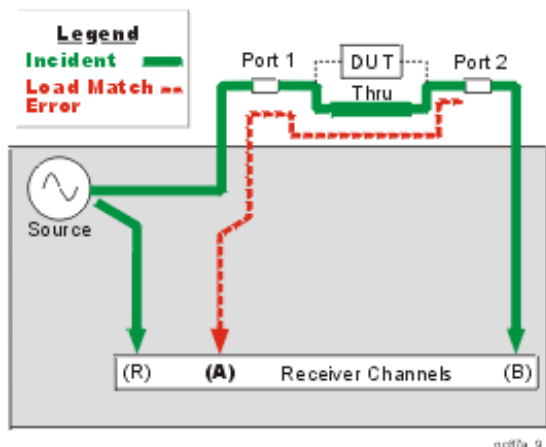 Legend
Incident
Load Match
Error
Port 1
DUT
Port 2
Thru
Source
(R)
(A)
Receiver Channels
(B)